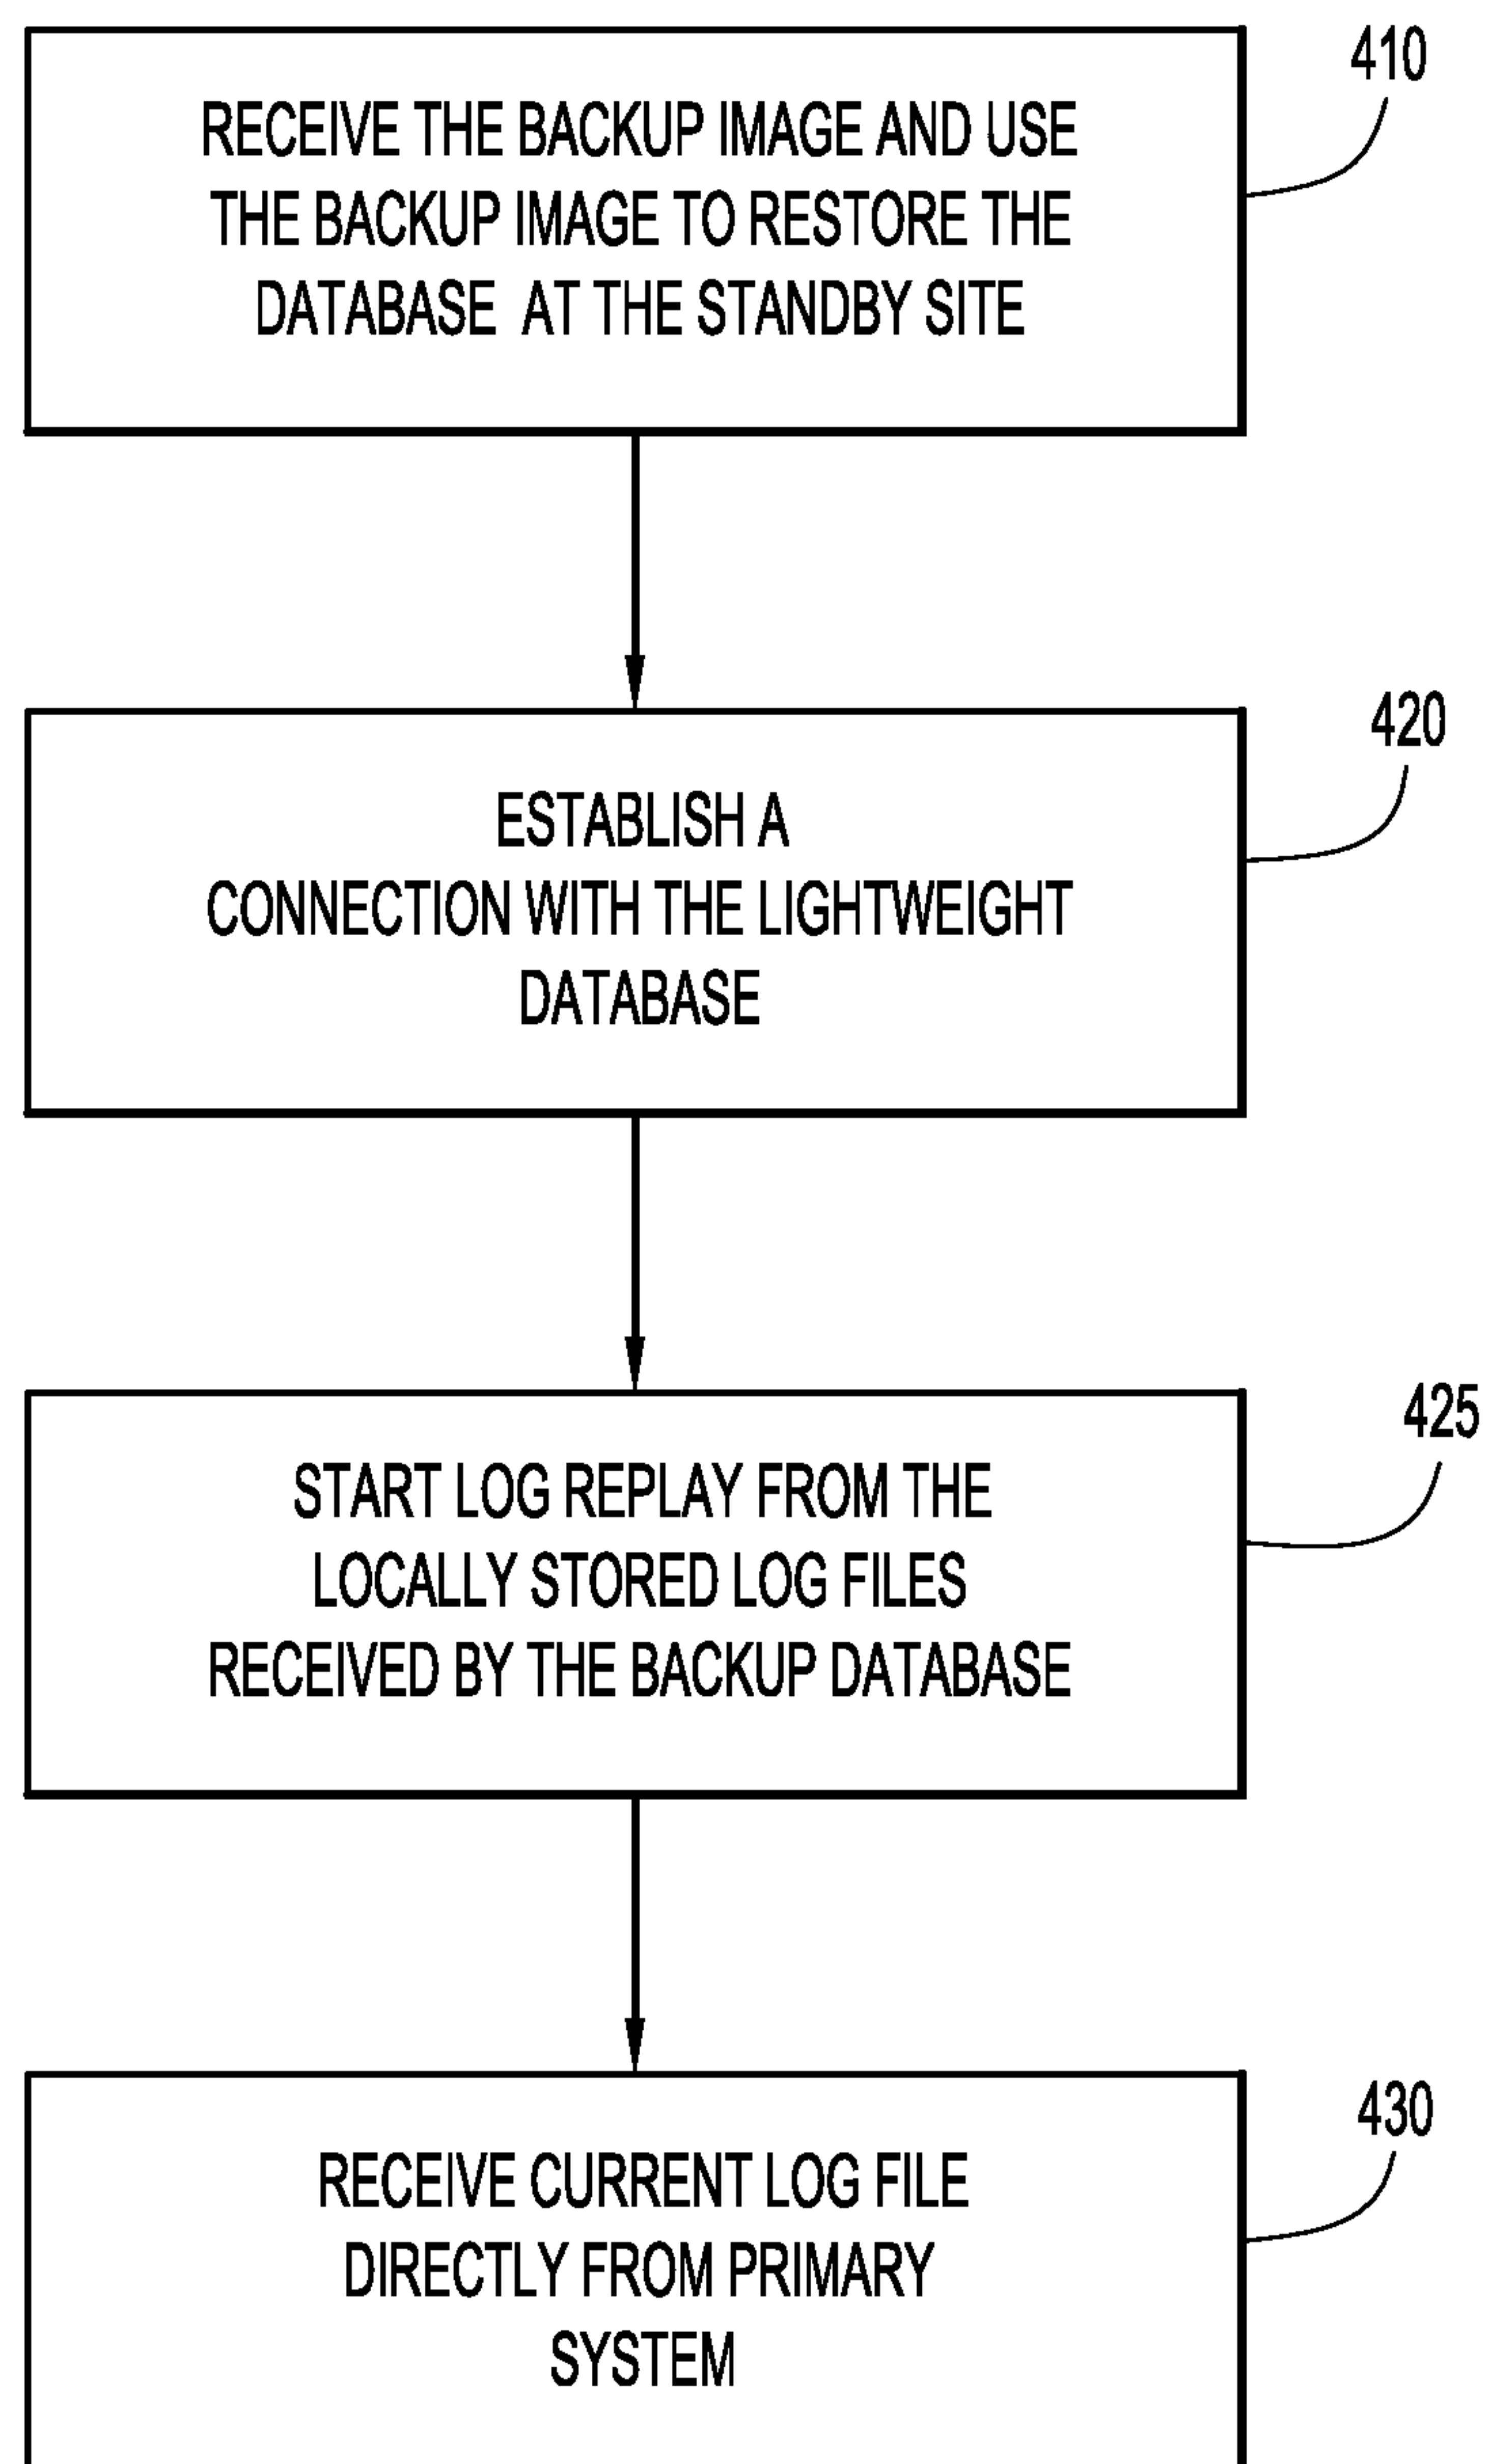 410
RECEIVE THE BACKUP IMAGE AND USE
THE BACKUP IMAGE TO RESTORE THE
DATABASE AT THE STANDBY SITE
420
ESTABLISH A
CONNECTION WITH THE LIGHTWEIGHT
DATABASE
425
START LOG REPLAY FROM THE
LOCALLY STORED LOG FILES
RECEIVED BY THE BACKUP DATABASE
430
RECEIVE CURRENT LOG FILE
DIRECTLY FROM PRIMARY
SYSTEM